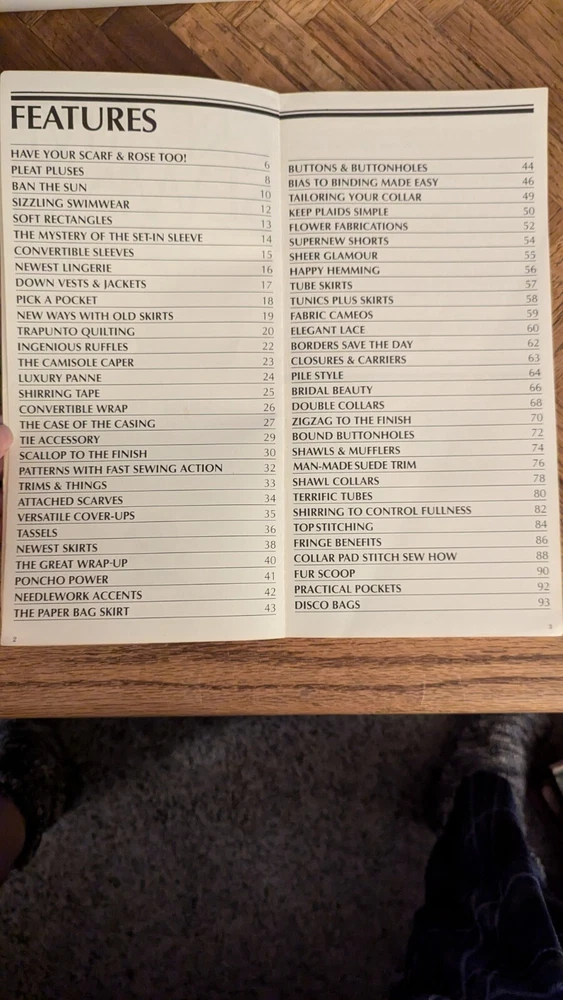 FEATURES
HAVE YOUR SCARF & ROSE TOO! 6
PLEAT PLUSES 8
BAN THE SUN 10
SIZZLING SWIMWEAR 12
SOFT RECTANGLES 13
THE MYSTERY OF THE SET-IN SLEEVE 14
CONVERTIBLE SLEEVES 15
NEWEST LINGERIE 16
DOWN VESTS & JACKETS 17
PICK A POCKET 18
NEW WAYS WITH OLD SKIRTS 19
TRAPUNTO QUILTING 20
INGENIOUS RUFFLES 22
THE CAMISOLE CAPER 23
LUXURY PANNE 24
SHIRRING TAPE 25
CONVERTIBLE WRAP 26
THE CASE OF THE CASING 27
TIE ACCESSORY 29
SCALLOP TO THE FINISH 30
PATTERNS WITH FAST SEWING ACTION 32
TRIMS & THINGS 33
ATTACHED SCARVES 34
VERSATILE COVER-UPS 35
TASSELS 36
NEWEST SKIRTS 38
THE GREAT WRAP-UP 40
PONCHO POWER 41
NEEDLEWORK ACCENTS 42
THE PAPER BAG SKIRT 43
2
BUTTONS & BUTTONHOLES 44
BIAS TO BINDING MADE EASY 46
TAILORING YOUR COLLAR 49
KEEP PLAIDS SIMPLE 50
FLOWER FABRICATIONS 52
SUPERNEW SHORTS 54
SHEER GLAMOUR 55
HAPPY HEMMING 56
TUBE SKIRTS 57
TUNICS PLUS SKIRTS 58
FABRIC CAMEOS 59
ELEGANT LACE 60
BORDERS SAVE THE DAY 62
CLOSURES & CARRIERS 63
PILE STYLE 64
BRIDAL BEAUTY 66
DOUBLE COLLARS 68
ZIGZAG TO THE FINISH 70
BOUND BUTTONHOLES 72
SHAWLS & MUFFLERS 74
MAN-MADE SUEDE TRIM 76
SHAWL COLLARS 78
TERRIFIC TUBES 80
SHIRRING TO CONTROL FULLNESS 82
TOPSTITCHING 84
FRINGE BENEFITS 86
COLLAR PAD STITCH SEW HOW 88
FUR SCOOP 90
PRACTICAL POCKETS 92
DISCO BAGS 93
3